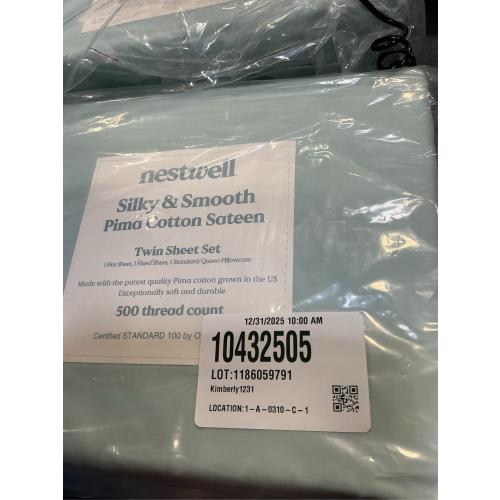 nestwell
Silky & Smooth
Pima Cotton Sateen
Twin Sheet Set
1 Flat Sheet, 1 Fitted Sheet, 1 Standard/Queen Pillowcase
Made with the purest quality Pima cotton grown in the US
Exceptionally soft and durable
500 thread count
Certified STANDARD 100 by
12/31/2025 10:00 AM
10432505
LOT:1186059791
Kimberly1231
LOCATION:1-A-0310-C-1